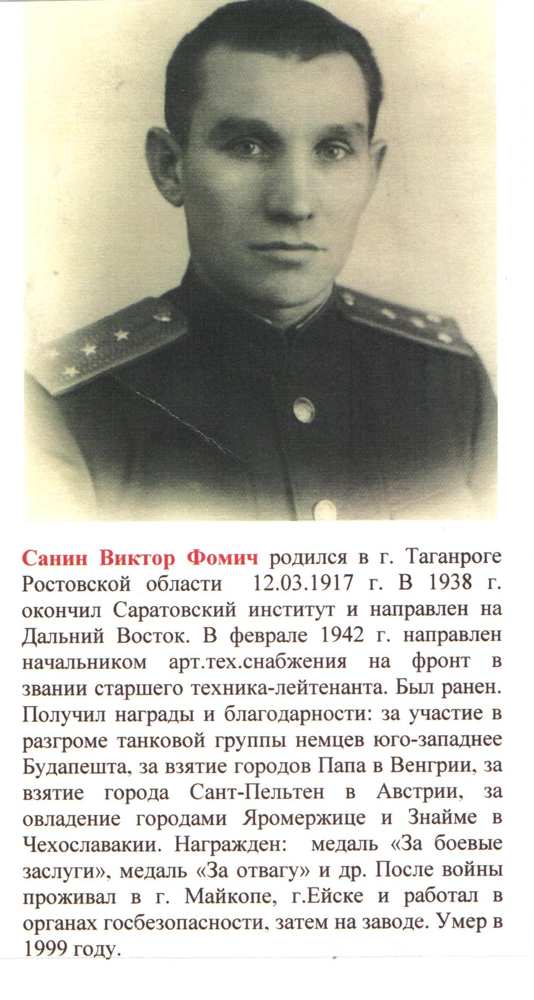 Санин Виктор Фомич родился в г. Таганроге
Ростовской области 12.03.1917 г. В 1938 г.
окончил Саратовский институт и направлен на
Дальний Восток. В феврале 1942 г. направлен
начальником арт.тех.снабжения на фронт в
звании старшего техника-лейтенанта. Был ранен.
Получил награды и благодарности: за участие в
разгроме танковой группы немцев юго-западнее
Будапешта, за взятие городов Папа в Венгрии, за
взятие города Сант-Пельтен в Австрии, за
овладение городами Яромержице и Знайме в
Чехославакии. Награжден: медаль «За боевые
заслуги», медаль «За отвагу» и др. После войны
проживал в г. Майкопе, г.Ейске и работал в
органах госбезопасности, затем на заводе. Умер в
1999 году.